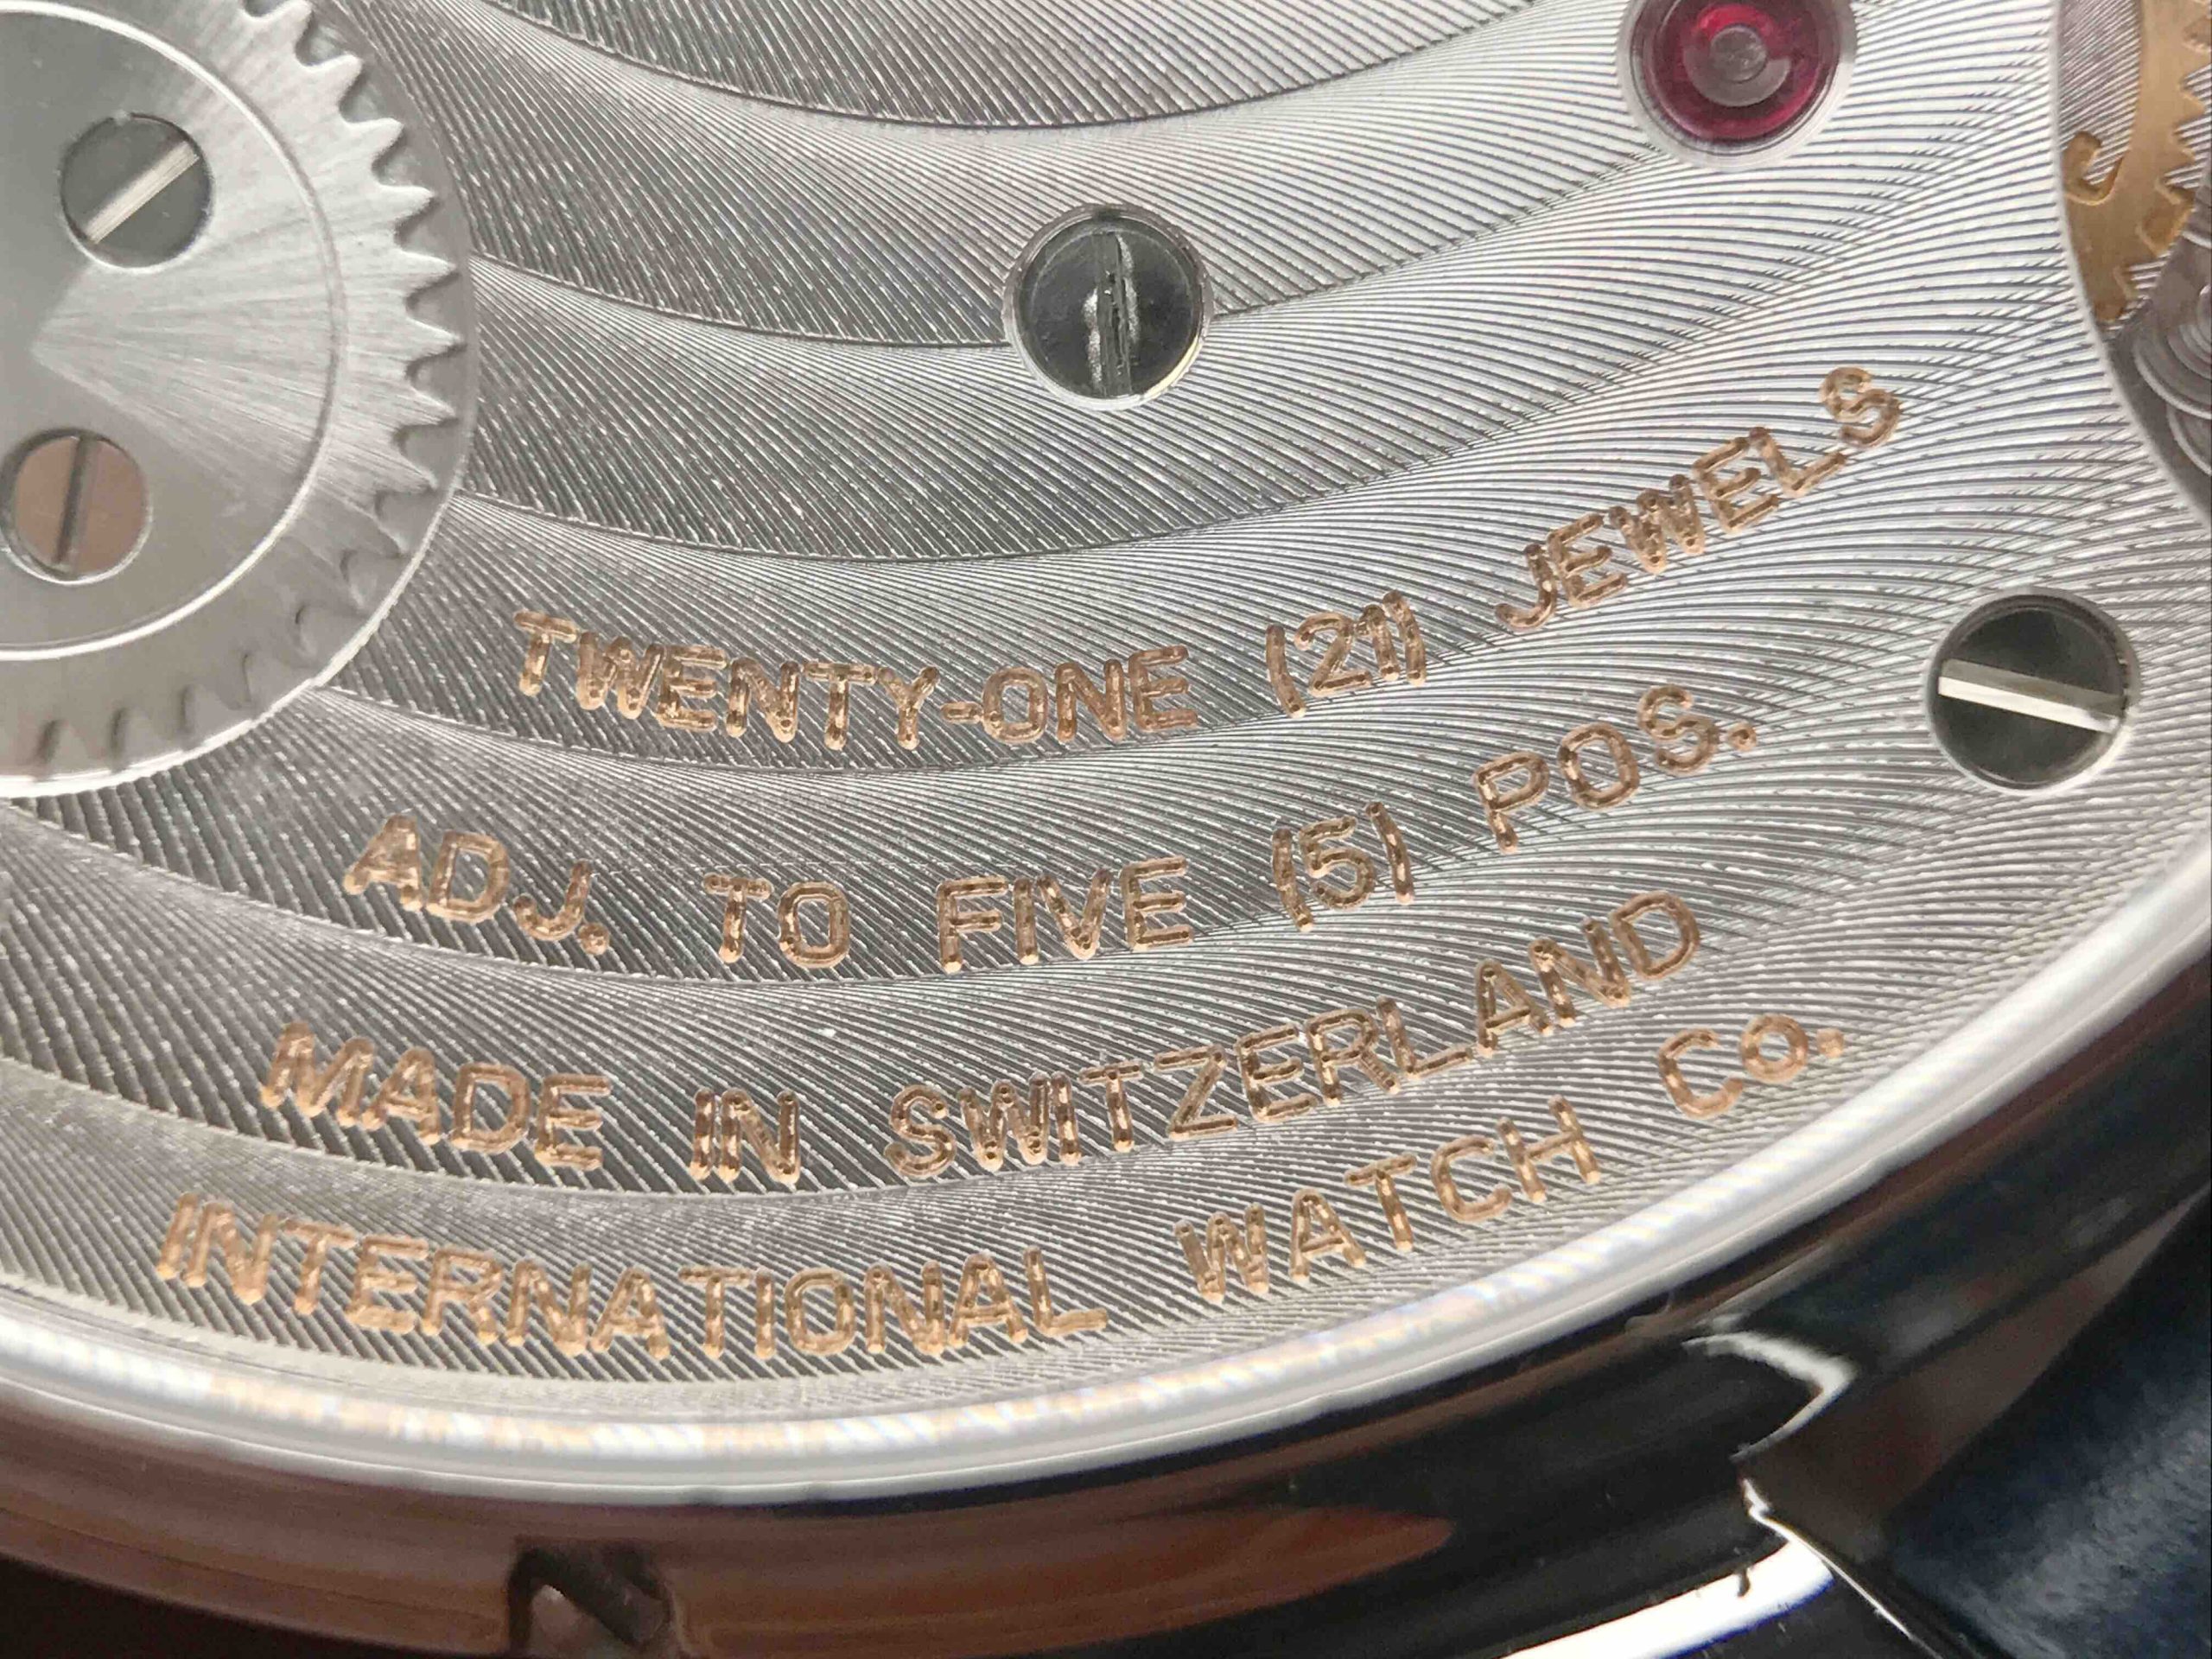 TWENTY-ONE (21) JEWELS
ADJ. TO FIVE (5) POS.
MADE IN SWITZERLAND
INTERNATIONAL WATCH Co.